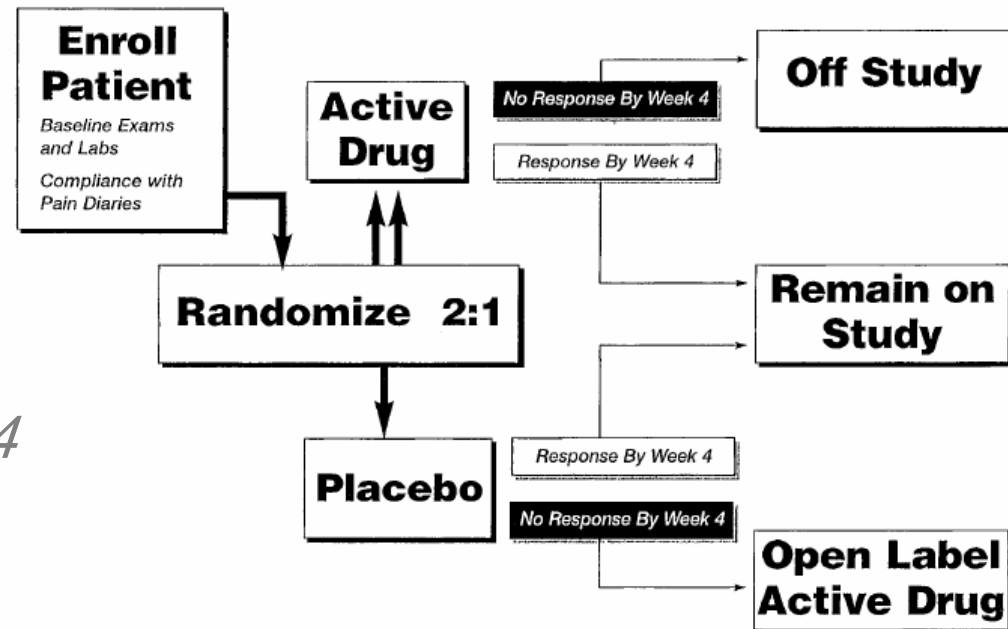 Enroll
Patient
Baseline Exams
and Labs
Compliance with
Pain Diaries
Active
Drug
No Response By Week 4
Response By Week 4
Off Study
Randomize 2:1
Remain on
Study
4
Placebo
Response By Week 4
No Response By Week 4
Open Label
Active Drug